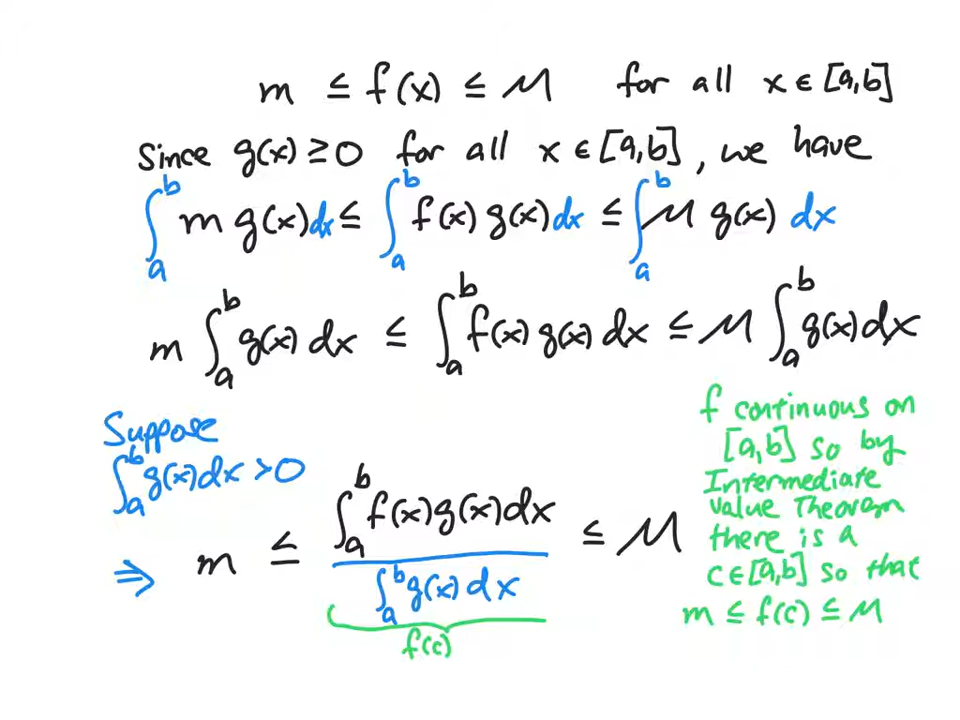 m ≤ f(x) ≤ M for all x ∈ [a,b]
Since g(x) ≥ 0 for all x ∈ [a,b], we have
∫_a^b m g(x) dx ≤ ∫_a^b f(x) g(x) dx ≤ ∫_a^b M g(x) dx
m ∫_a^b g(x) dx ≤ ∫_a^b f(x) g(x) dx ≤ M ∫_a^b g(x) dx
Suppose
∫_a^b g(x) dx > 0
⇒ m ≤ ∫_a^b f(x) g(x) dx / ∫_a^b g(x) dx ≤ M
f(c)
f continuous on
[a,b] so by
Intermediate
Value Theorem
there is a
c ∈ [a,b] so that
m ≤ f(c) ≤ M